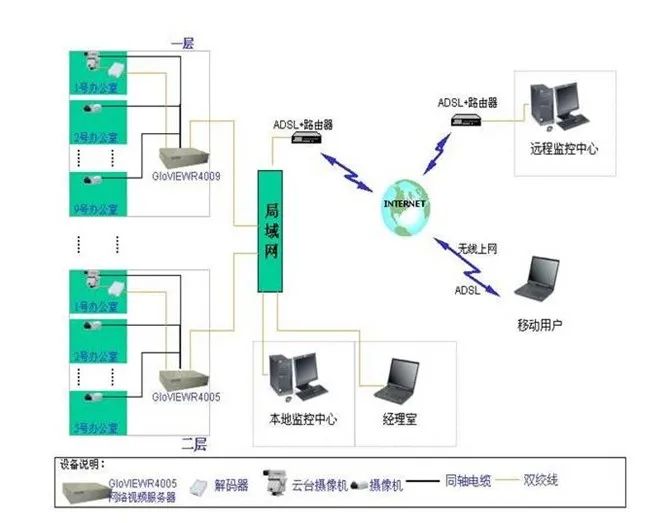 一层
1号办公室
2号办公室
9号办公室
GloVIEWR4009
ADSL+路由器
ADSL+路由器
远程监控中心
INTERNET
局域网
无线上网
ADSL
移动用户
1号办公室
2号办公室
5号办公室
GloVIEWR4005
二层
本地监控中心
经理室
设备说明:
GloVIEWR4005
网络视频服务器
解码器
云台摄像机
摄像机
同轴电缆
双绞线